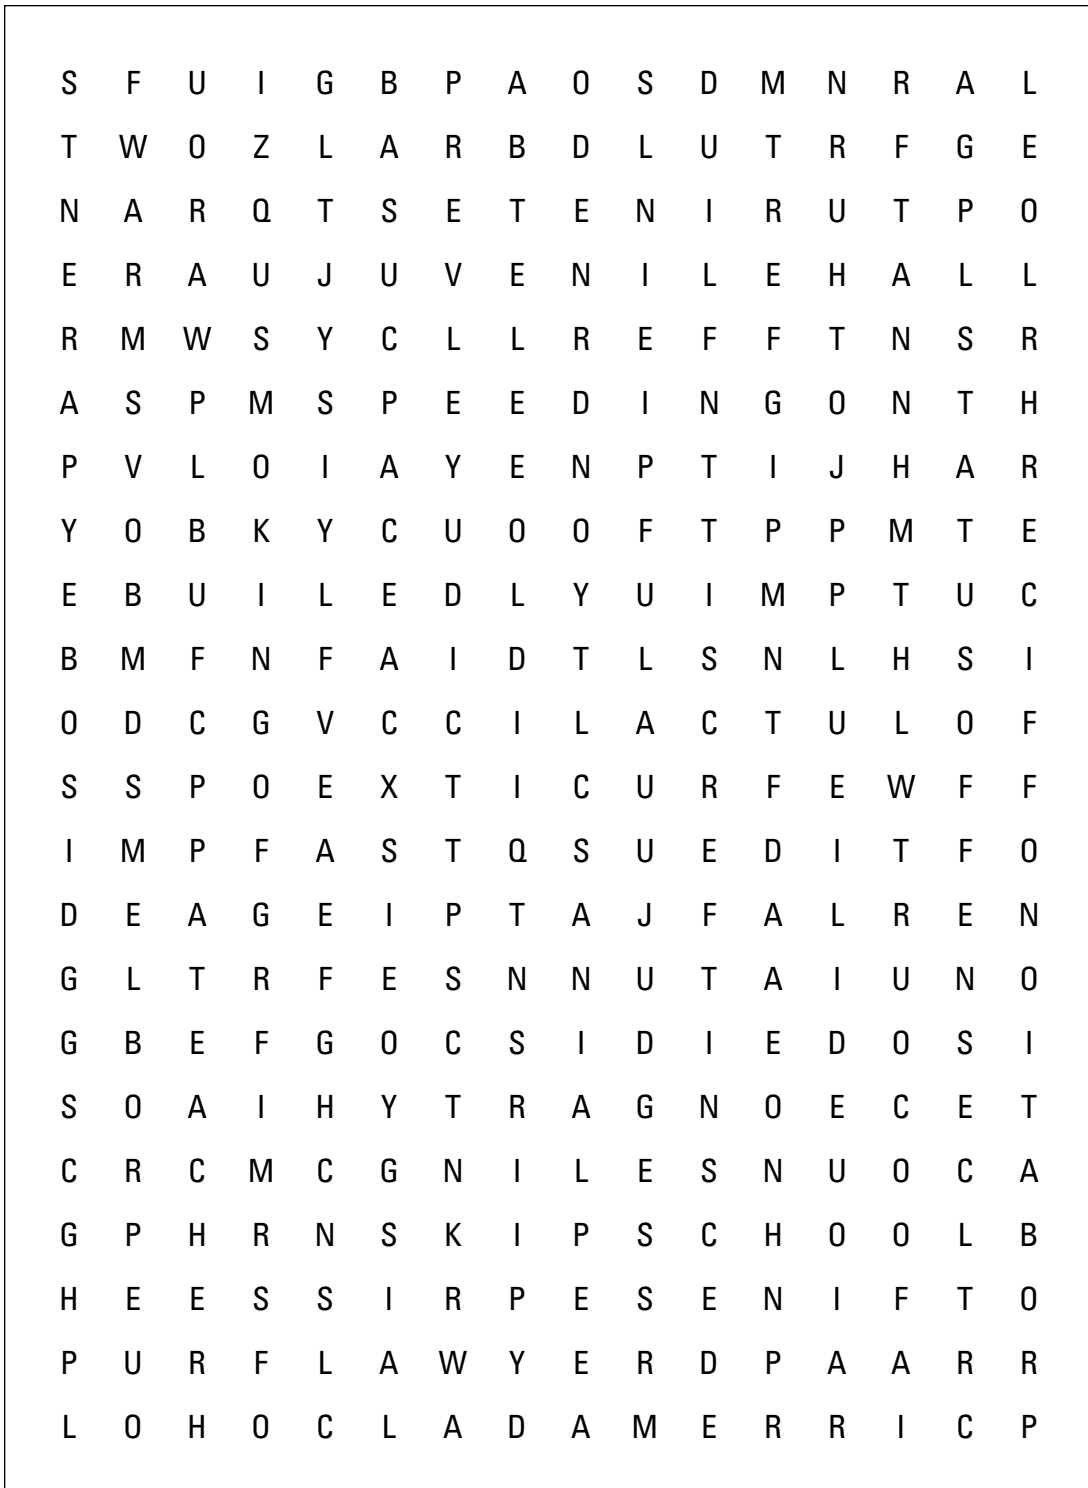 S F U I G B P A O S D M N R A L
T W O Z L A R B D L U T R F G E
N A R Q T S E T E N I R U T P O
E R A U J U V E N I L E H A L L
R M W S Y C L L R E F F T N S R
A S P M S P E E D I N G O N T H
P V L O I A Y E N P T I J H A R
Y O B K Y C U O O F T P P M T E
E B U I L E D L Y U I M P T U C
B M F N F A I D T L S N L H S I
O D C G V C C I L A C T U L O F
S S P O E X T I C U R F E W F F
I M P F A S T Q S U E D I T F O
D E A G E I P T A J F A L R E N
G L T R F E S N N U T A I U N O
G B E F G O C S I D I E D O S I
S O A I H Y T R A G N O E C E T
C R C M C G N I L E S N U O C A
G P H R N S K I P S C H O O L B
H E E S S I R P E S E N I F T O
P U R F L A W Y E R D P A A R R
L O H O C L A D A M E R R I C P